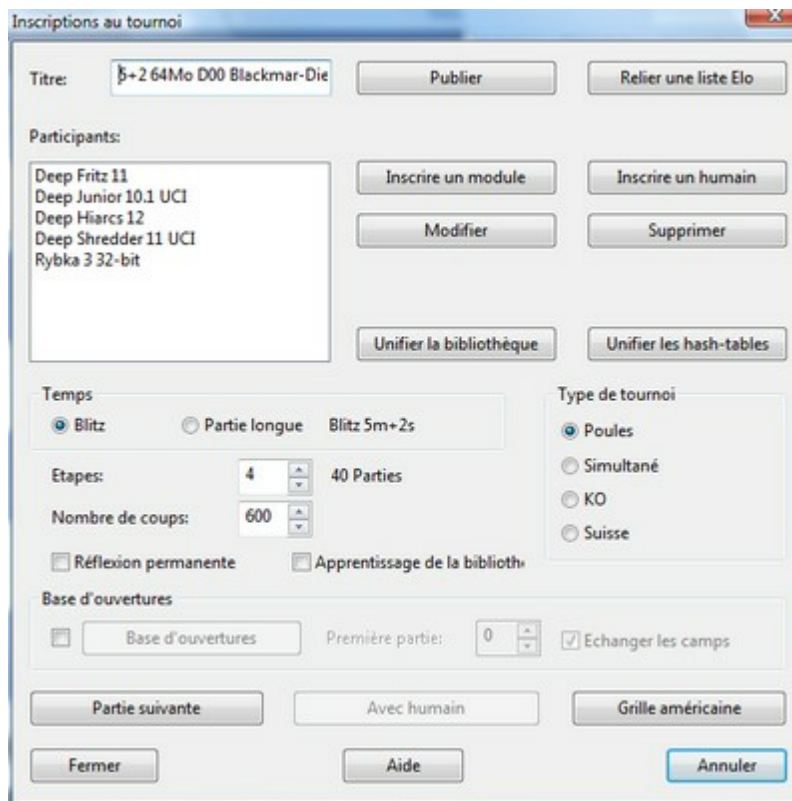 Inscriptions au tournoi
Titre: 5+2 64Mo D00 Blackmar-Die Publier Relier une liste Elo
Participants:
Deep Fritz 11
Deep Junior 10.1 UCI
Deep Hiarcs 12
Deep Shredder 11 UCI
Rybka 3 32-bit
Inscrire un module Inscrire un humain
Modifier Supprimer
Unifier la bibliothèque Unifier les hash-tables
Temps
Blitz Partie longue Blitz 5m+2s
Etapes: 4 40 Parties
Nombre de coups: 600
Réflexion permanente Apprentissage de la biblioth
Type de tournoi
Poules
Simultané
KO
Suisse
Base d'ouvertures
Base d'ouvertures Première partie: 0 Echanger les camps
Partie suivante Avec humain Grille américaine
Fermer Aide Annuler